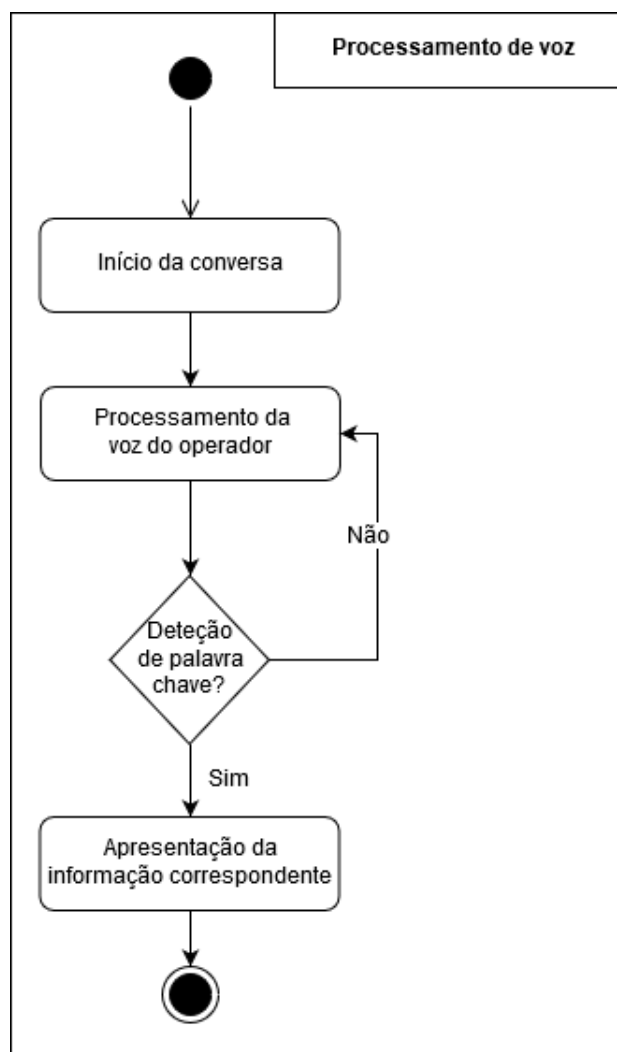 Processamento de voz
Início da conversa
Processamento da
voz do operador
Não
Deteção
de palavra
chave?
Sim
Apresentação da
informação correspondente